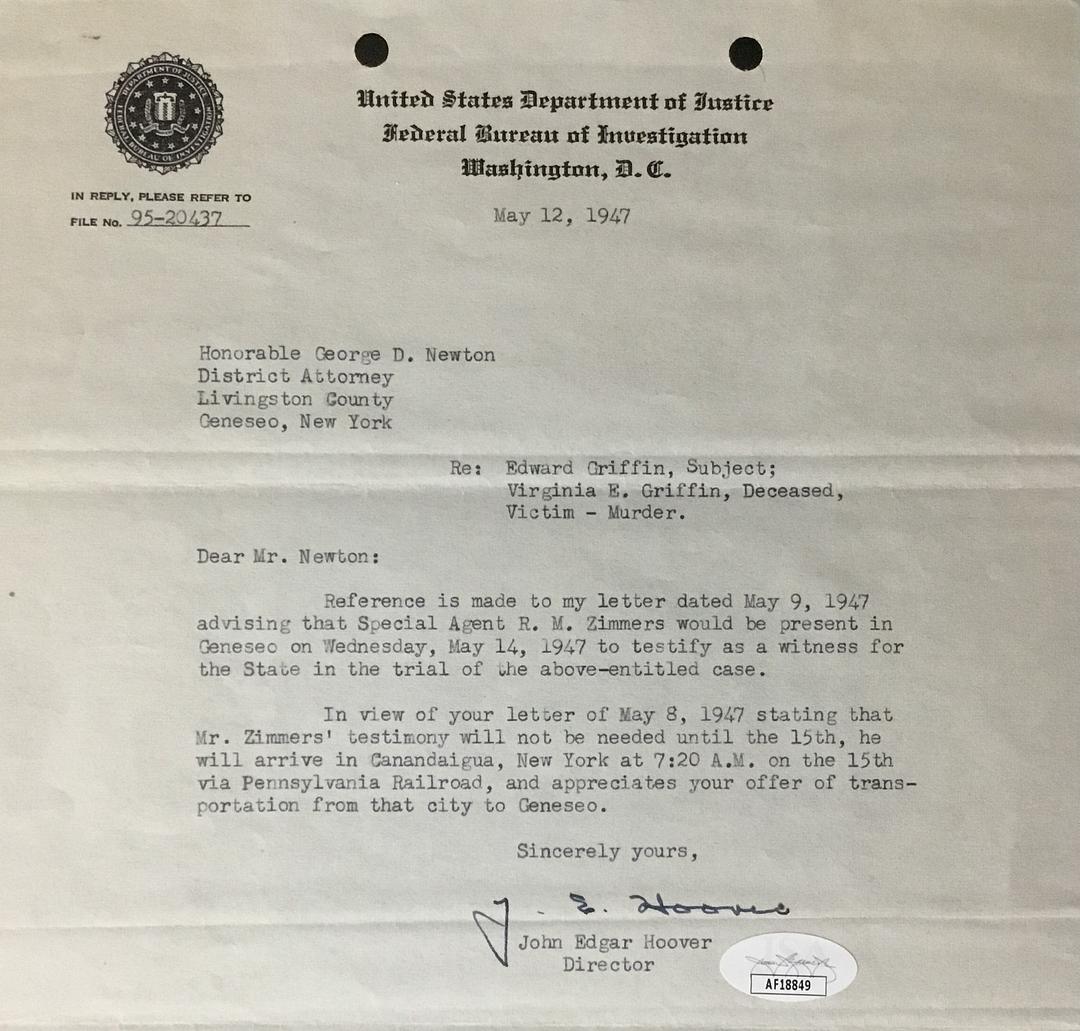 DEPARTMENT OF JUSTICE
FEDERAL BUREAU OF INVESTIGATION
United States Department of Justice
Federal Bureau of Investigation
Washington, D. C.
IN REPLY, PLEASE REFER TO
FILE No. 95-20437
May 12, 1947
Honorable George D. Newton
District Attorney
Livingston County
Geneseo, New York
Re: Edward Griffin, Subject;
Virginia E. Griffin, Deceased,
Victim - Murder.
Dear Mr. Newton:
Reference is made to my letter dated May 9, 1947
advising that Special Agent R. M. Zimmers would be present in
Geneseo on Wednesday, May 14, 1947 to testify as a witness for
the State in the trial of the above-entitled case.
In view of your letter of May 8, 1947 stating that
Mr. Zimmers' testimony will not be needed until the 15th, he
will arrive in Canandaigua, New York at 7:20 A.M. on the 15th
via Pennsylvania Railroad, and appreciates your offer of trans-
portation from that city to Geneseo.
Sincerely yours,
J. E. Hoover
John Edgar Hoover
Director
AF18849